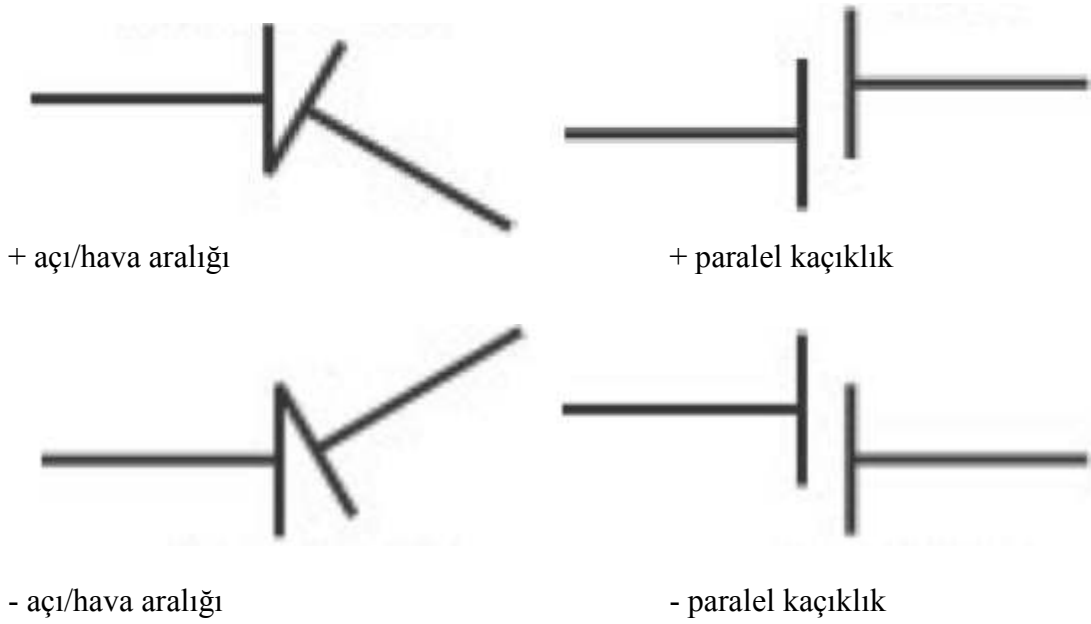 + açı/hava aralığı
+ paralel kaçıklık
- açı/hava aralığı
- paralel kaçıklık